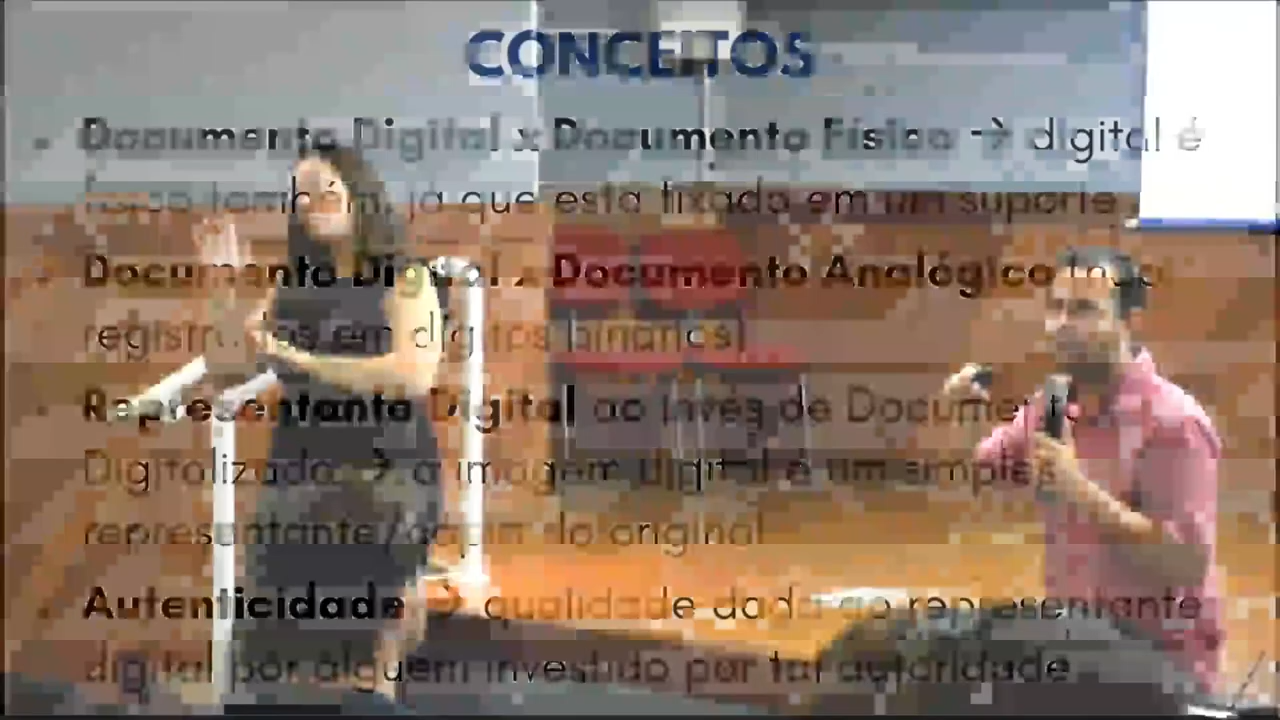 CONCEITOS
Documento Digital x Documento Físico → digital é
físico também, já que está fixado em um suporte
Documento Digital x Documento Analógico
registrados em dígitos binários)
Representante Digital ao invés de Documento
Digitalizado → a imagem digital é um simples
representante/cópia do original
Autenticidade → qualidade dada ao representante
digital por alguém investido por tal autoridade